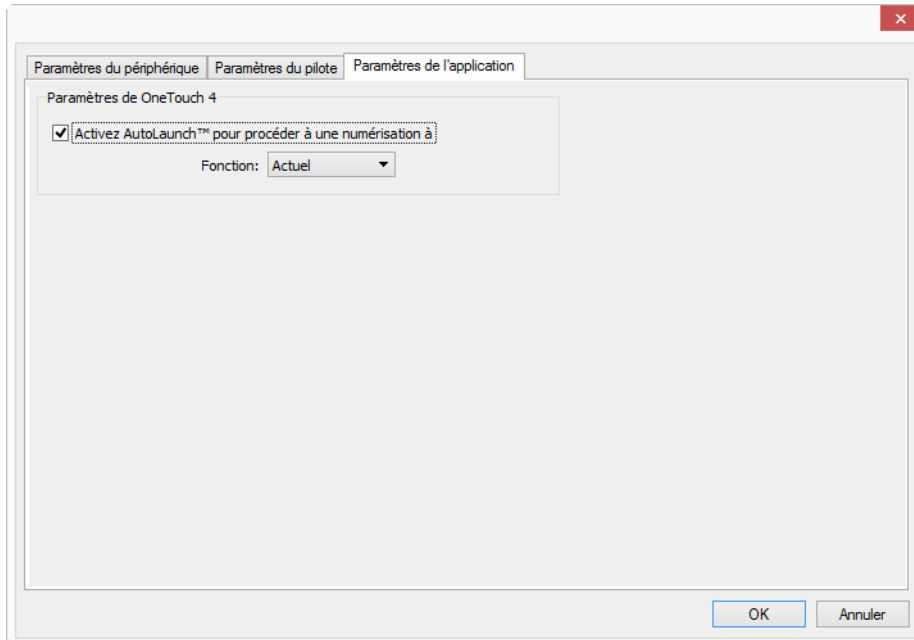 Paramètres du périphérique
Paramètres du pilote
Paramètres de l'application
Paramètres de OneTouch 4
Activez AutoLaunch™ pour procéder à une numérisation à
Fonction: Actuel
OK
Annuler